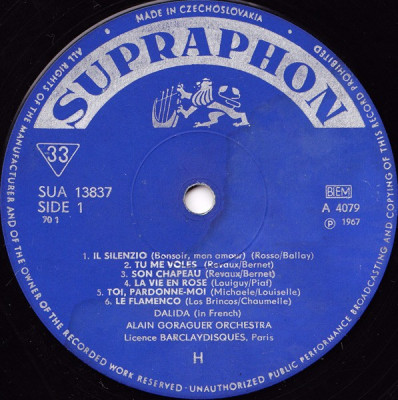 MADE IN CZECHOSLOVAKIA
SUPRAPHON
ALL RIGHTS OF THE MANUFACTURER AND OF THE OWNER OF THE RECORDED WORK RESERVED - UNAUTHORIZED PUBLIC PERFORMANCE BROADCASTING AND COPYING OF THIS RECORD PROHIBITED
33
SUA 13837
SIDE 1
70 1
BIEM
A 4079
℗ 1967
1. IL SILENZIO (Bonsoir, mon amour) (Rosso/Ballay)
2. TU ME VOLES (Revaux/Bernet)
3. SON CHAPEAU (Revaux/Bernet)
4. LA VIE EN ROSE (Lauiguy/Piaf)
5. TOI, PARDONNE-MOI (Michaele/Louiselle)
6. LE FLAMENCO (Los Brincos/Chaumelle)
DALIDA (in French)
ALAIN GORAGUER ORCHESTRA
Licence BARCLAYDISQUES, Paris
H